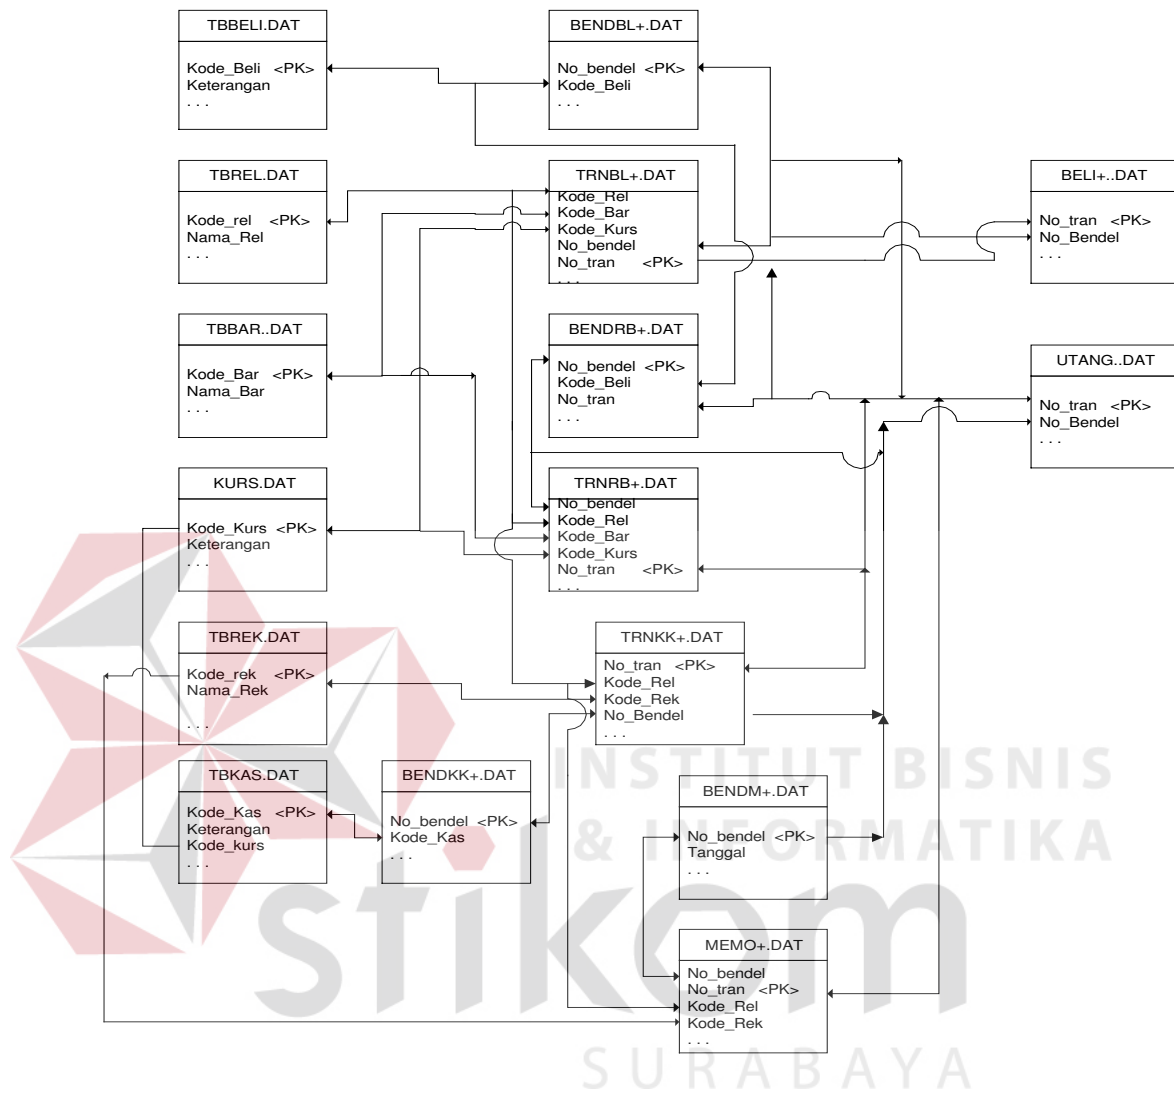 TBBELI.DAT
Kode_Beli <PK>
Keterangan
. . .
BENDBL+.DAT
No_bendel <PK>
Kode_Beli
. . .
TBREL.DAT
Kode_rel <PK>
Nama_Rel
. . .
TRNBL+.DAT
Kode_Rel
Kode_Bar
Kode_Kurs
No_bendel
No_tran <PK>
. . .
BELI+..DAT
No_tran <PK>
No_Bendel
. . .
TBBAR..DAT
Kode_Bar <PK>
Nama_Bar
. . .
BENDRB+.DAT
No_bendel <PK>
Kode_Beli
No_tran
. . .
UTANG..DAT
No_tran <PK>
No_Bendel
. . .
KURS.DAT
Kode_Kurs <PK>
Keterangan
. . .
TRNRB+.DAT
No_bendel
Kode_Rel
Kode_Bar
Kode_Kurs
No_tran <PK>
. . .
TBREK.DAT
Kode_rek <PK>
Nama_Rek
. . .
TRNKK+.DAT
No_tran <PK>
Kode_Rel
Kode_Rek
No_Bendel
. . .
TBKAS.DAT
Kode_Kas <PK>
Keterangan
Kode_kurs
. . .
BENDKK+.DAT
No_bendel <PK>
Kode_Kas
. . .
BENDM+.DAT
No_bendel <PK>
Tanggal
. . .
MEMO+.DAT
No_bendel
No_tran <PK>
Kode_Rel
Kode_Rek
. . .
INSTITUT BISNIS
& INFORMATIKA
stikom
SURABAYA